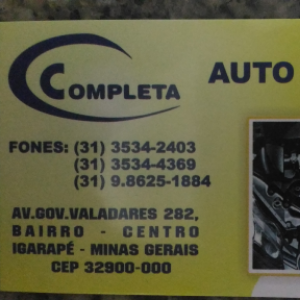 COMPLETA AUTO
FONES: (31) 3534-2403
(31) 3534-4369
(31) 9.8625-1884
AV.GOV.VALADARES 282,
BAIRRO - CENTRO
IGARAPÉ - MINAS GERAIS
CEP 32900-000